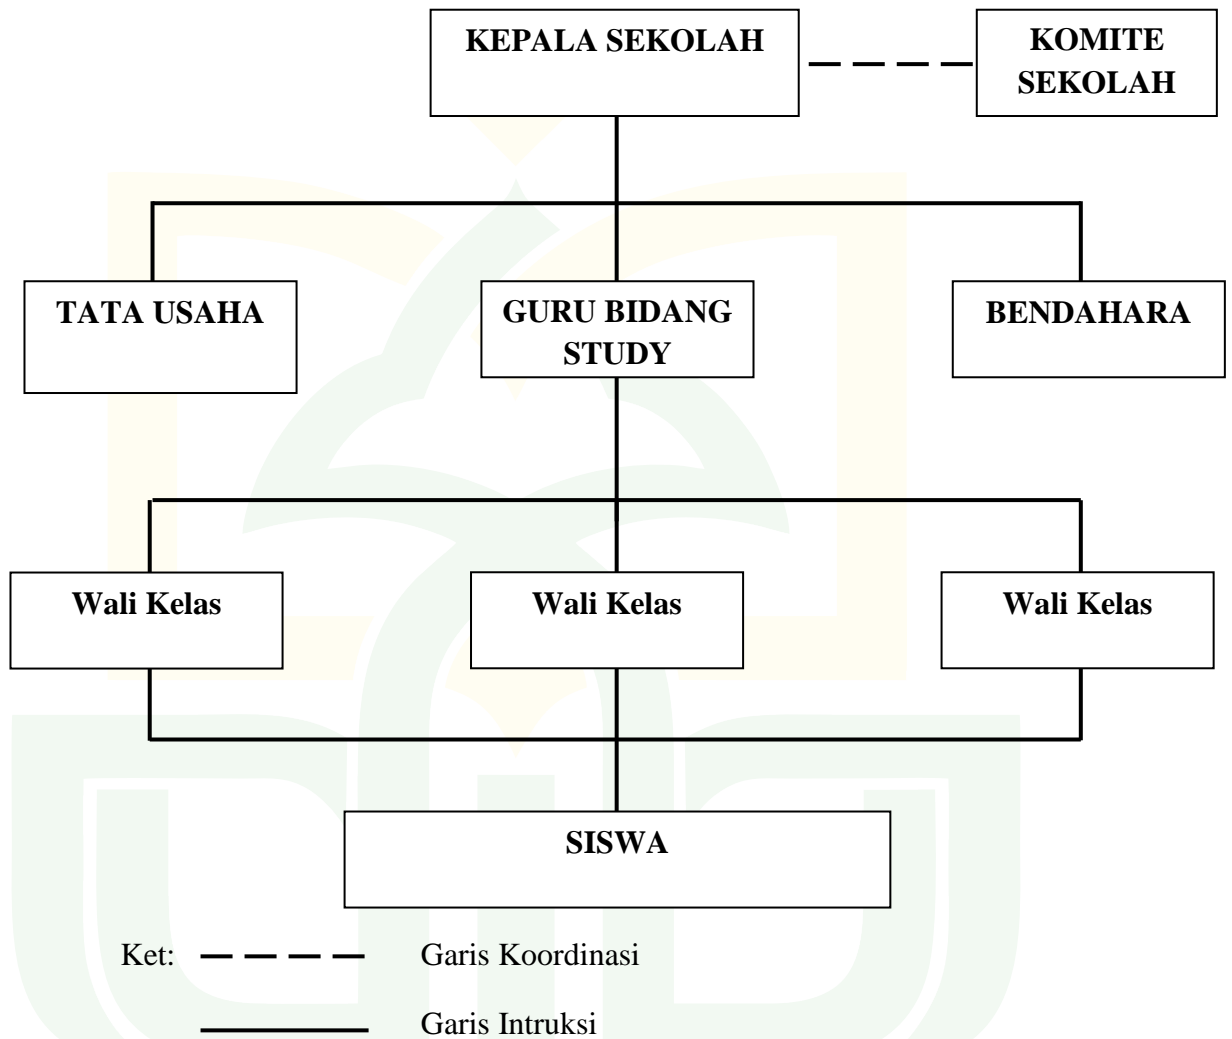 KEPALA SEKOLAH
KOMITE
SEKOLAH
TATA USAHA
GURU BIDANG
STUDY
BENDAHARA
Wali Kelas
Wali Kelas
Wali Kelas
SISWA
Ket:
Garis Koordinasi
Garis Intruksi